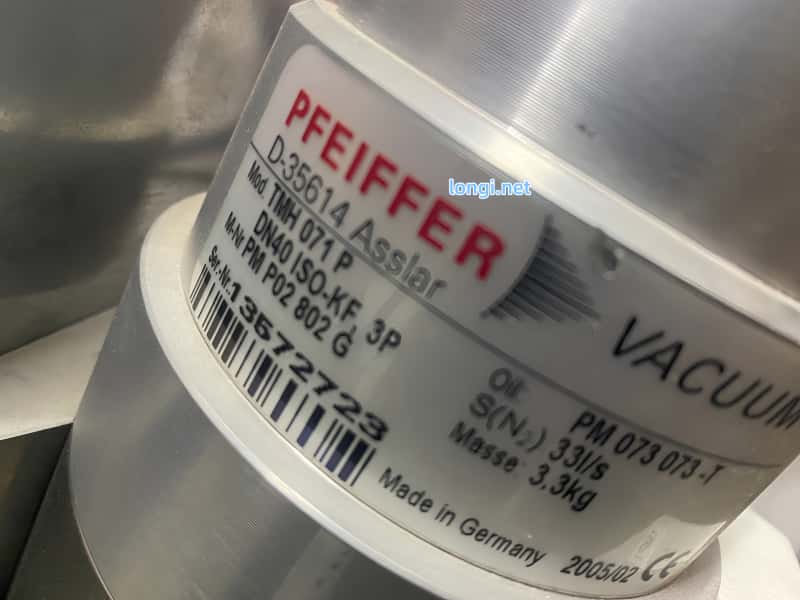 PFEIFFER VACUUM
D-35614 Asslar
Mod. TMH 071 P
DN40 ISO-KF, 3P
M-Nr PM P02 802 G
Ser.-Nr. 13572723
Oil: PM 073 073 -T
S(N₂) 33l/s
Masse: 3,3kg
Made in Germany 2005/02 CE
longi.net